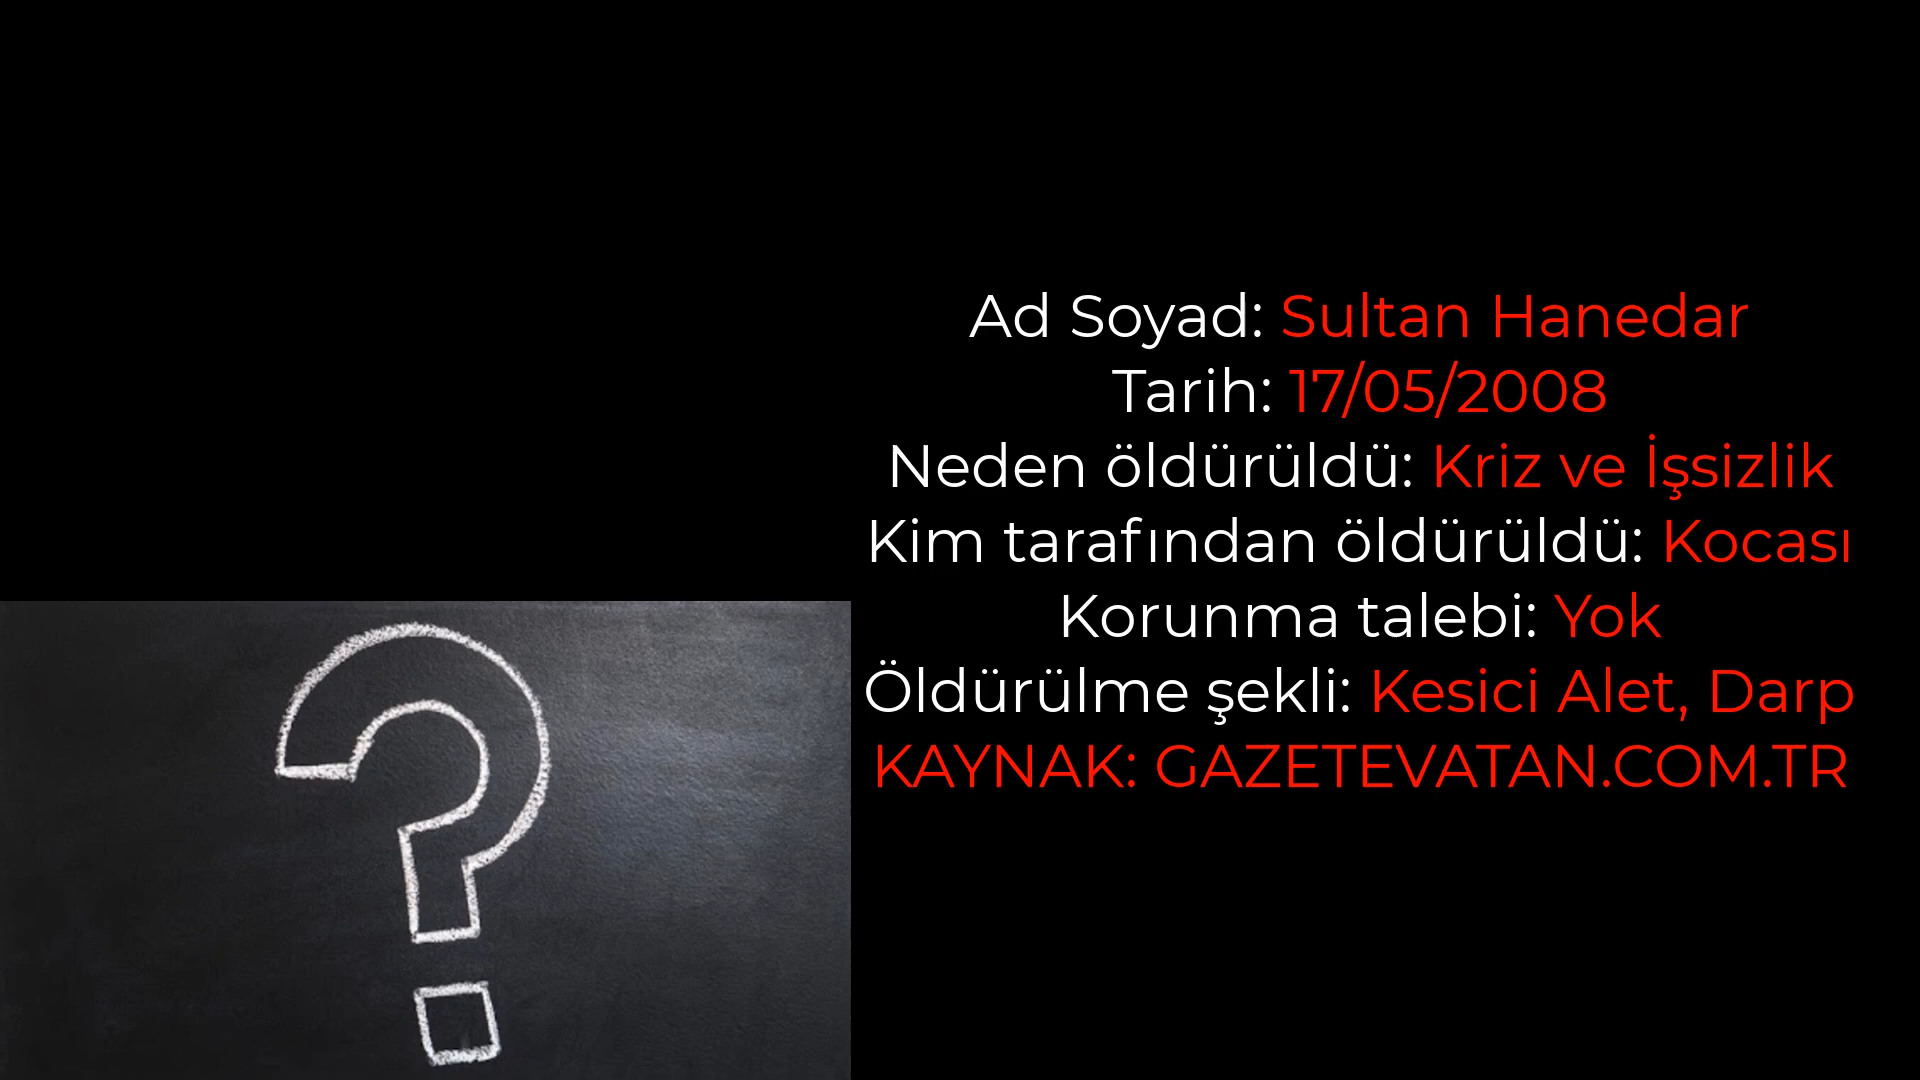 Ad Soyad: Sultan Hanedar
Tarih: 17/05/2008
Neden öldürüldü: Kriz ve İşsizlik
Kim tarafından öldürüldü: Kocası
Korunma talebi: Yok
Öldürülme şekli: Kesici Alet, Darp
KAYNAK: GAZETEVATAN.COM.TR